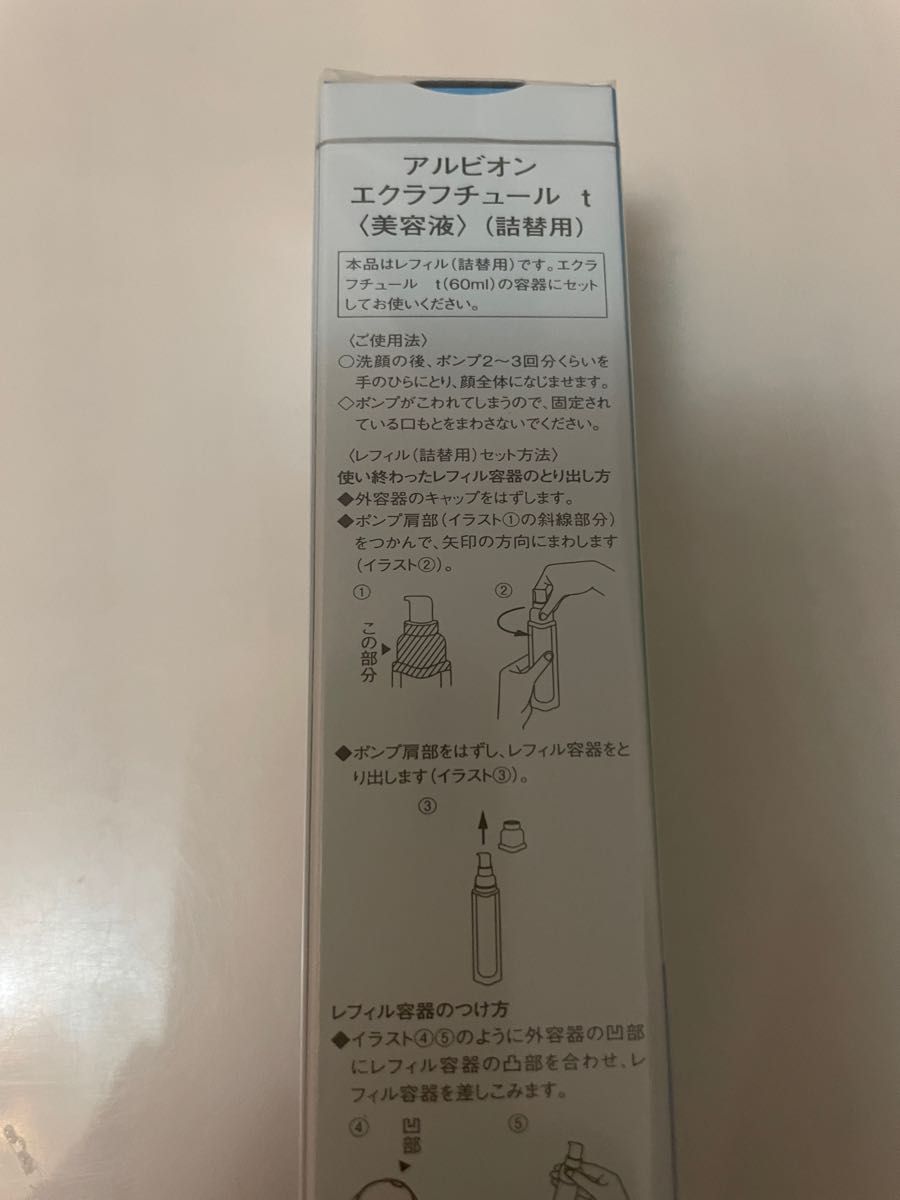 アルビオン
エクラフチュール　t
〈美容液〉(詰替用)
本品はレフィル(詰替用)です。エクラ
フチュール　t(60ml)の容器にセット
してお使いください。
〈ご使用法〉
○洗顔の後、ポンプ2〜3回分くらいを
手のひらにとり、顔全体になじませます。
◇ポンプがこわれてしまうので、固定され
ている口もとをまわさないでください。
〈レフィル(詰替用)セット方法〉
使い終わったレフィル容器のとり出し方
◆外容器のキャップをはずします。
◆ポンプ肩部(イラスト①の斜線部分)
をつかんで、矢印の方向にまわします
(イラスト②)。
①
②
この部分
◆ポンプ肩部をはずし、レフィル容器をと
り出します(イラスト③)。
③
レフィル容器のつけ方
◆イラスト④⑤のように外容器の凹部
にレフィル容器の凸部を合わせ、レ
フィル容器を差しこみます。
④
凹部
⑤